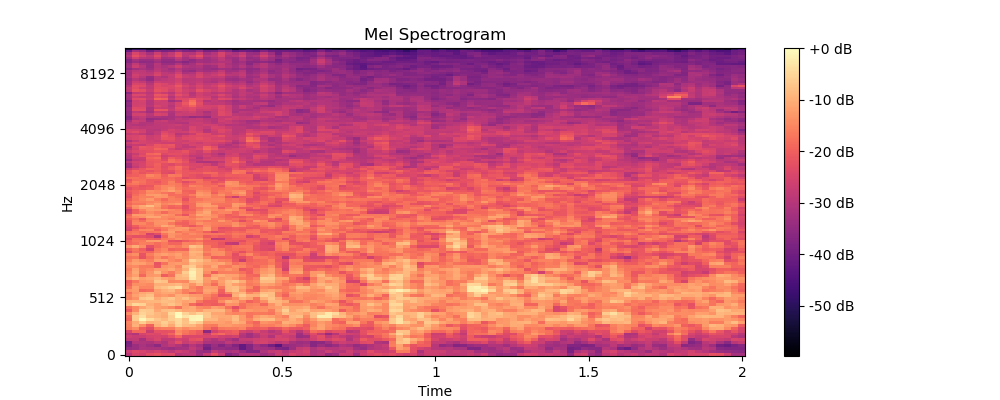 Mel Spectrogram
8192
4096
2048
1024
512
0
Hz
0
0.5
1
1.5
2
Time
+0 dB
-10 dB
-20 dB
-30 dB
-40 dB
-50 dB